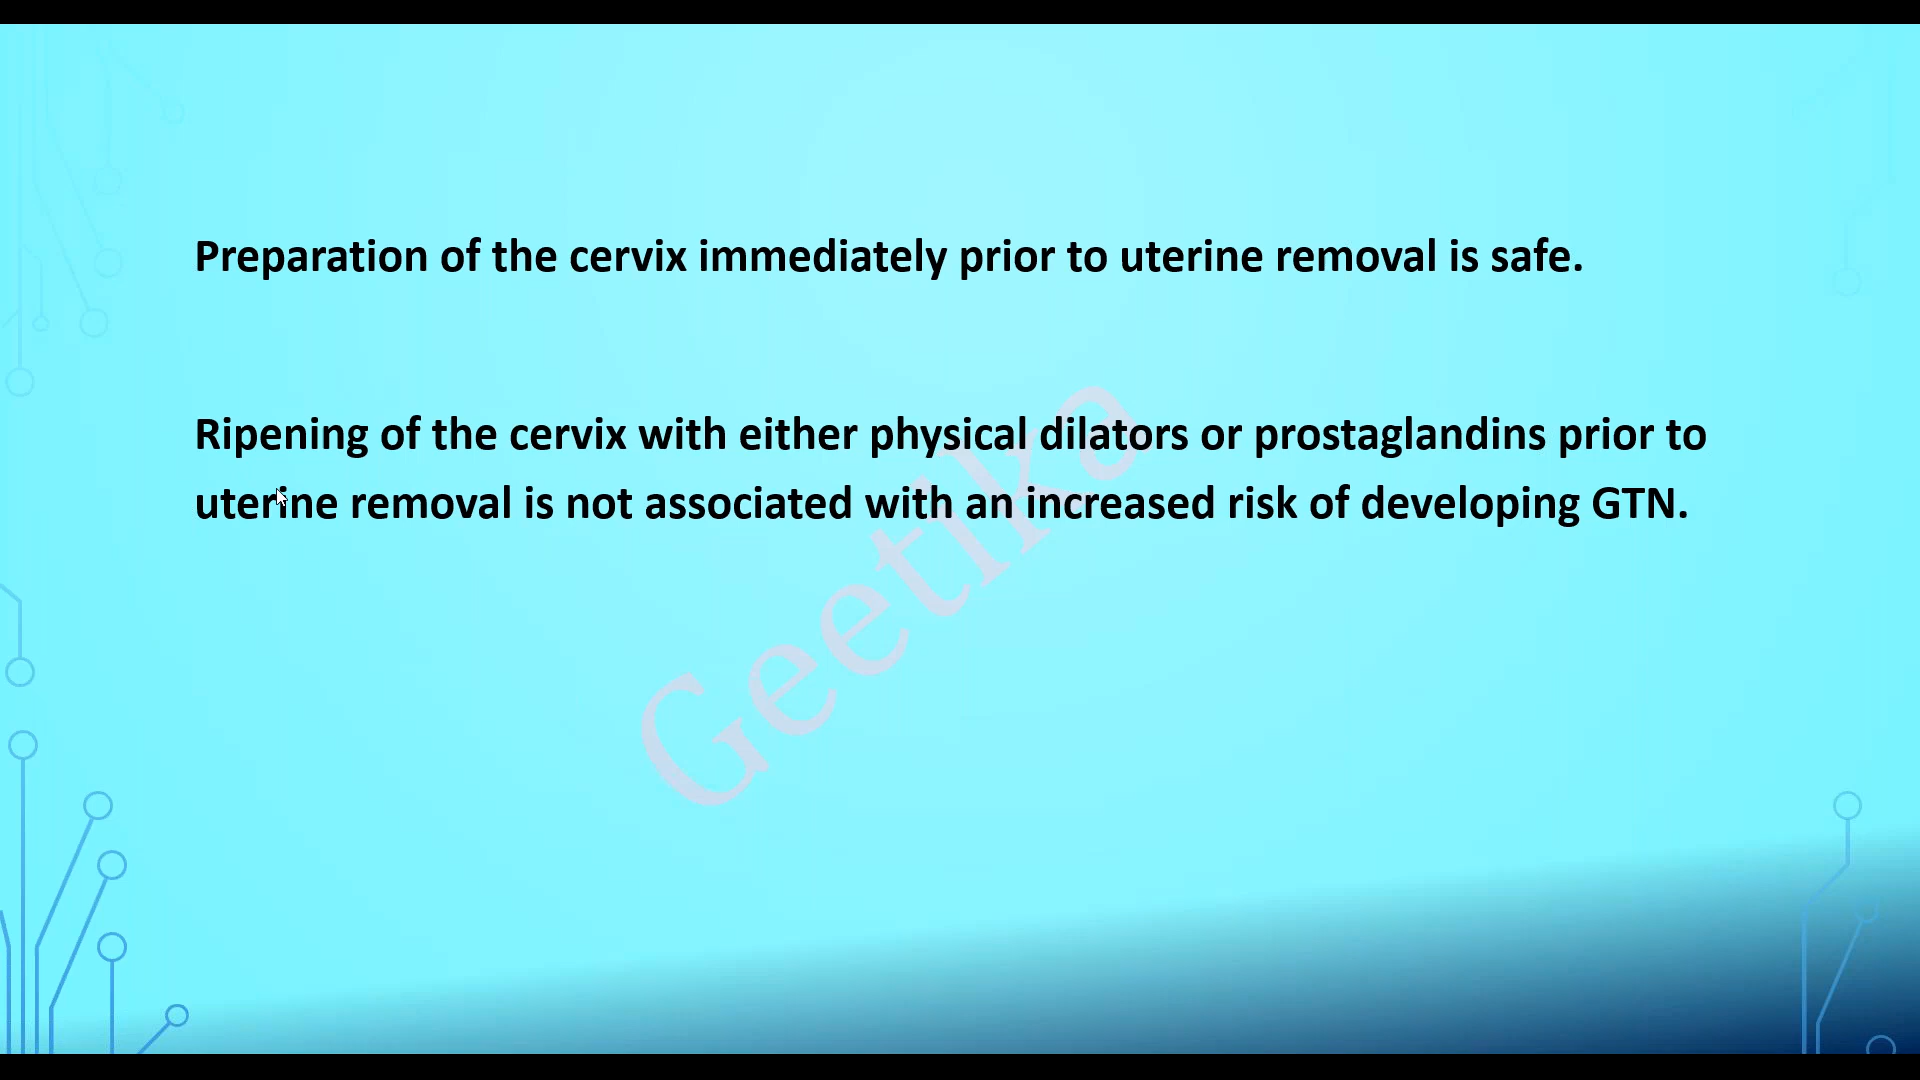 Preparation of the cervix immediately prior to uterine removal is safe.
Ripening of the cervix with either physical dilators or prostaglandins prior to
uterine removal is not associated with an increased risk of developing GTN.
Geetika